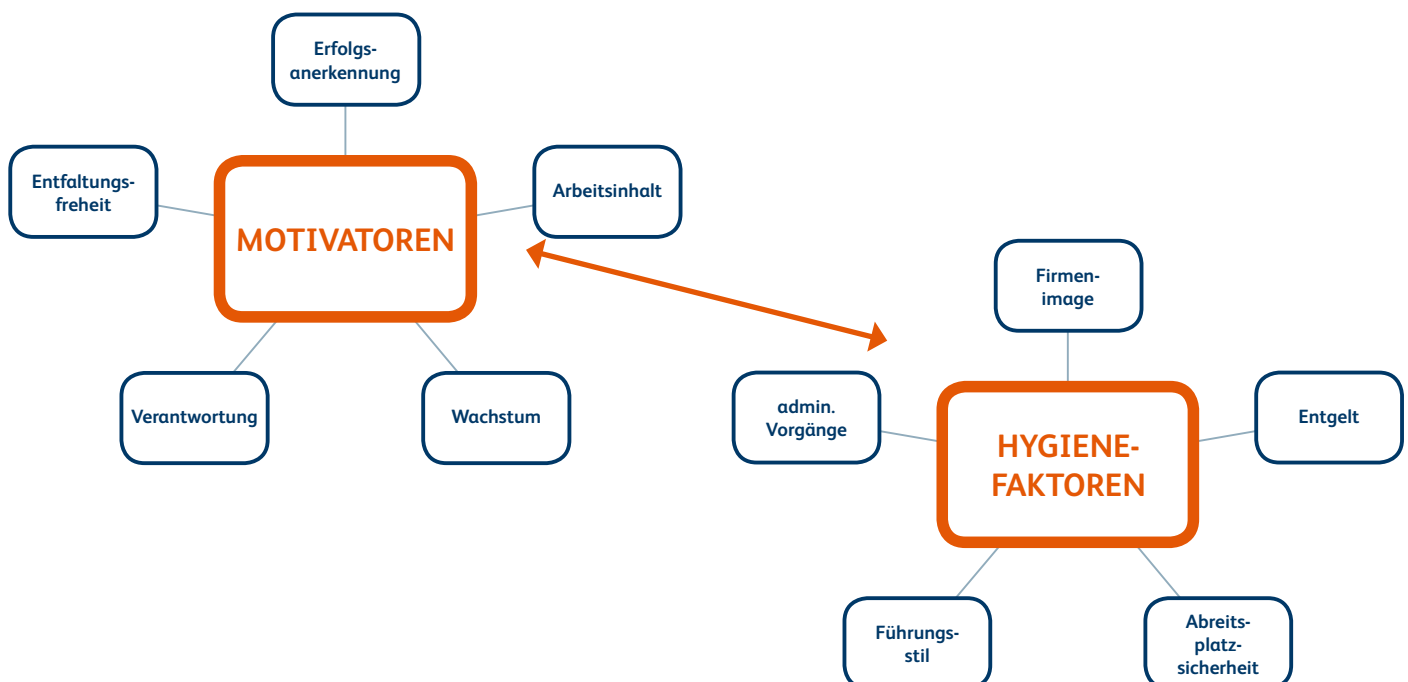 Erfolgs-
anerkennung
Entfaltungs-
freheit
MOTIVATOREN
Arbeitsinhalt
Verantwortung
Wachstum
Firmen-
image
admin.
Vorgänge
HYGIENE-
FAKTOREN
Entgelt
Führungs-
stil
Abreits-
platz-
sicherheit